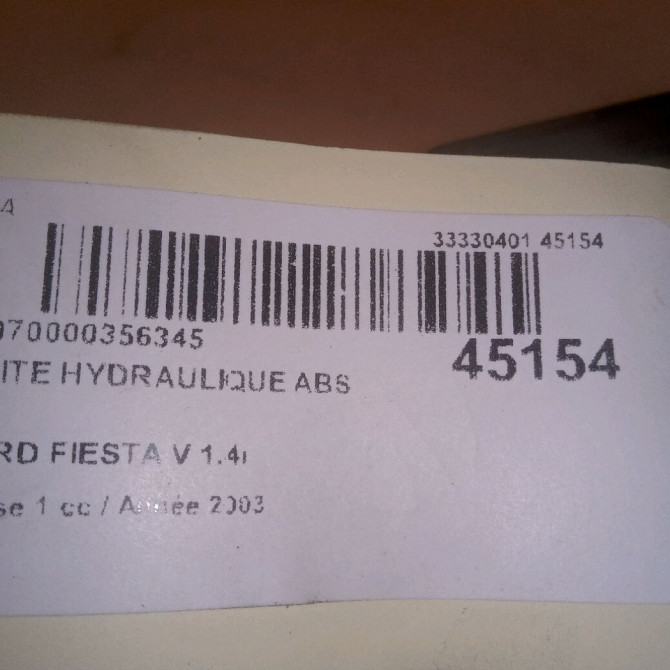 A
33330401 45154
070000356345
45154
ITE HYDRAULIQUE ABS
RD FIESTA V 1.4i
se 1 cc / Année 2003